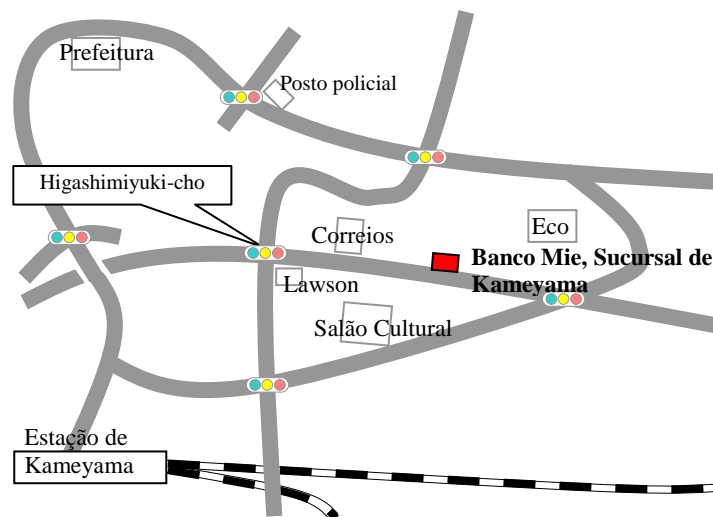 Prefeitura
Posto policial
Higashimiyuki-cho
Correios
Eco
Banco Mie, Sucursal de
Kameyama
Lawson
Salão Cultural
Estação de
Kameyama